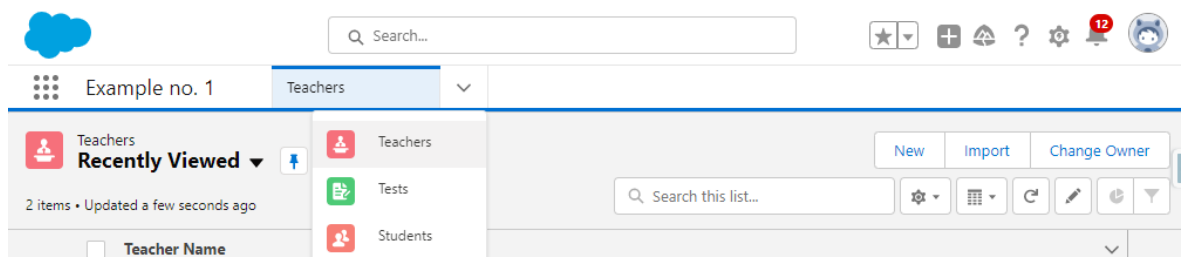 Search...
12
Example no. 1
Teachers
Teachers
Recently Viewed
2 items • Updated a few seconds ago
Teachers
Tests
Students
New
Import
Change Owner
Search this list...
Teacher Name